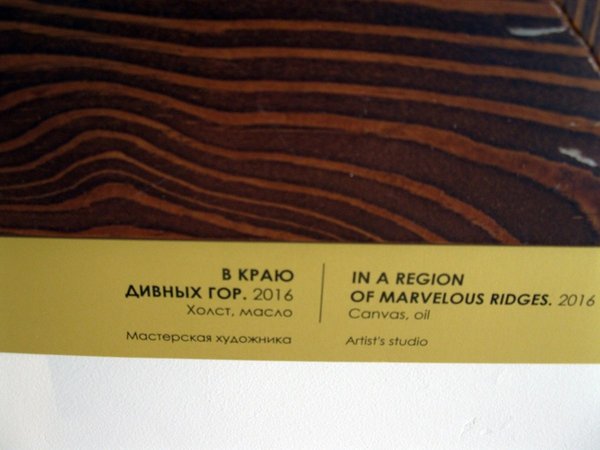 В КРАЮ
ДИВНЫХ ГОР. 2016
Холст, масло
Мастерская художника
IN A REGION
OF MARVELOUS RIDGES. 2016
Canvas, oil
Artist's studio